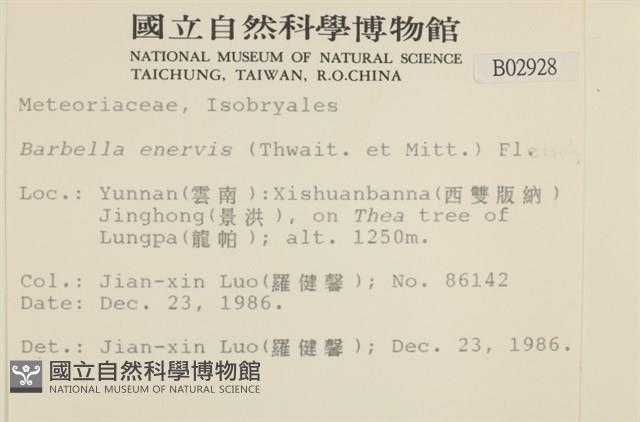 國立自然科學博物館
NATIONAL MUSEUM OF NATURAL SCIENCE
TAICHUNG, TAIWAN, R.O.CHINA
B02928
Meteoriaceae, Isobryales
Barbella enervis (Thwait. et Mitt.) Fl.
Loc.: Yunnan(雲南):Xishuanbanna(西雙版納)
Jinghong(景洪), on Thea tree of
Lungpa(龍帕); alt. 1250m.
Col.: Jian-xin Luo(羅健馨); No. 86142
Date: Dec. 23, 1986.
Det.: Jian-xin Luo(羅健馨); Dec. 23, 1986.
國立自然科學博物館
NATIONAL MUSEUM OF NATURAL SCIENCE